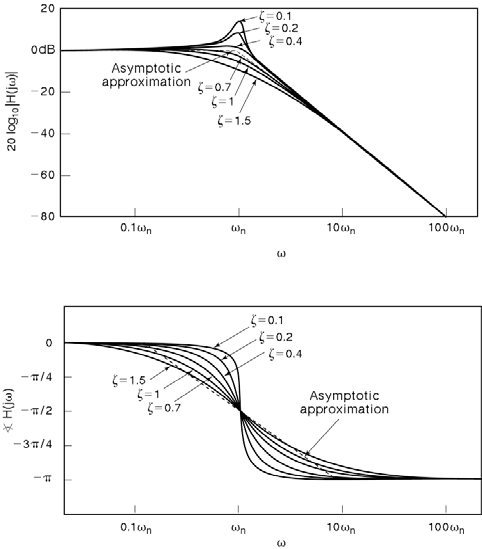 20
0dB
−20
−40
−60
−80
20 log₁₀|H(jω)|
ζ=0.1
ζ=0.2
ζ=0.4
Asymptotic
approximation
ζ=0.7
ζ=1
ζ=1.5
0.1ωn
ωn
10ωn
100ωn
ω
0
−π/4
−π/2
−3π/4
−π
∢ H(jω)
ζ=0.1
ζ=0.2
ζ=0.4
ζ=1.5
ζ=1
ζ=0.7
Asymptotic
approximation
0.1ωn
ωn
10ωn
100ωn
ω